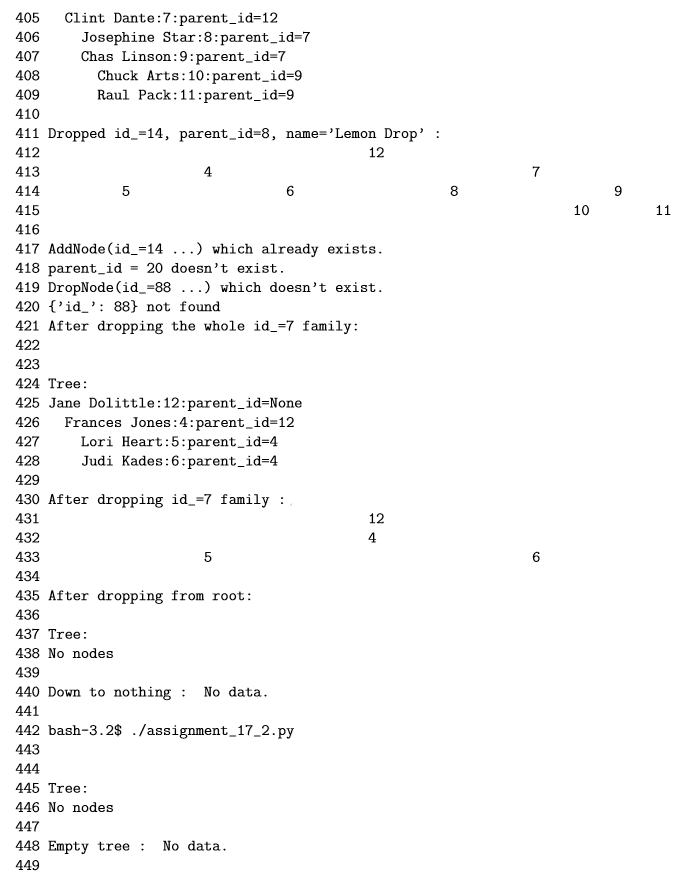 405   Clint Dante:7:parent_id=12
406     Josephine Star:8:parent_id=7
407     Chas Linson:9:parent_id=7
408       Chuck Arts:10:parent_id=9
409       Raul Pack:11:parent_id=9
410
411 Dropped id_=14, parent_id=8, name='Lemon Drop' :
412                                        12
413                    4                                       7
414          5                   6                   8                   9
415                                                                10        11
416
417 AddNode(id_=14 ...) which already exists.
418 parent_id = 20 doesn't exist.
419 DropNode(id_=88 ...) which doesn't exist.
420 {'id_': 88} not found
421 After dropping the whole id_=7 family:
422
423
424 Tree:
425 Jane Dolittle:12:parent_id=None
426   Frances Jones:4:parent_id=12
427     Lori Heart:5:parent_id=4
428     Judi Kades:6:parent_id=4
429
430 After dropping id_=7 family :
431                                        12
432                                        4
433                    5                                       6
434
435 After dropping from root:
436
437 Tree:
438 No nodes
439
440 Down to nothing :  No data.
441
442 bash-3.2$ ./assignment_17_2.py
443
444
445 Tree:
446 No nodes
447
448 Empty tree :  No data.
449